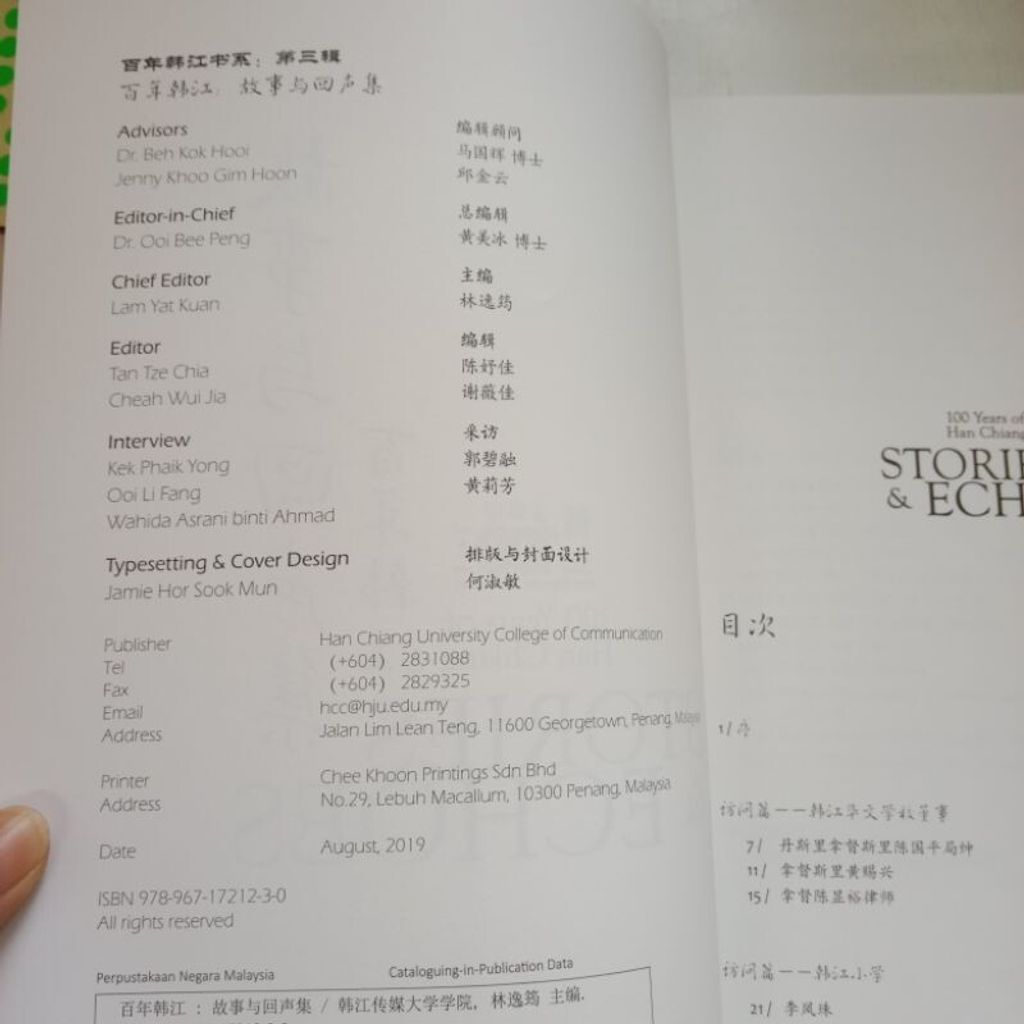 百年韩江书系：第三辑
百年韩江：故事与回声集
Advisors 编辑顾问
Dr. Beh Kok Hooi 马国辉 博士
Jenny Khoo Gim Hoon 邱金云
Editor-in-Chief 总编辑
Dr. Ooi Bee Peng 黄美冰 博士
Chief Editor 主编
Lam Yat Kuan 林逸筠
Editor 编辑
Tan Tze Chia 陈妤佳
Cheah Wui Jia 谢薇佳
Interview 采访
Kek Phaik Yong 郭碧融
Ooi Li Fang 黄莉芳
Wahida Asrani binti Ahmad
Typesetting & Cover Design 排版与封面设计
Jamie Hor Sook Mun 何淑敏
Publisher Han Chiang University College of Communication
Tel (+604) 2831088
Fax (+604) 2829325
Email hcc@hju.edu.my
Address Jalan Lim Lean Teng, 11600 Georgetown, Penang, Malaysia
Printer Chee Khoon Printings Sdn Bhd
Address No.29, Lebuh Macallum, 10300 Penang, Malaysia
Date August, 2019
ISBN 978-967-17212-3-0
All rights reserved
Perpustakaan Negara Malaysia Cataloguing-in-Publication Data
百年韩江 : 故事与回声集 / 韩江传媒大学学院, 林逸筠 主编.
100 Years of
Han Chiang
STORI
& ECH
目次
1/ 序
访问篇——韩江华文学校董事
7/ 丹斯里拿督斯里陈国平局绅
11/ 拿督斯里黄赐兴
15/ 拿督陈显裕律师
访问篇——韩江小学
21/ 李凤珠